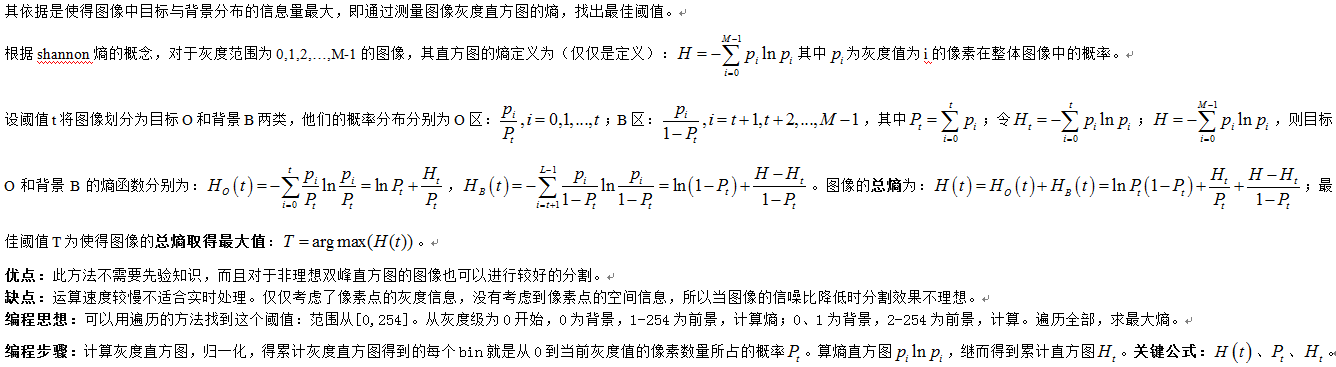 其依据是使得图像中目标与背景分布的信息量最大，即通过测量图像灰度直方图的熵，找出最佳阈值。
根据 shannon 熵的概念，对于灰度范围为 0,1,2,…,M-1 的图像，其直方图的熵定义为（仅仅是定义）：$H=-\sum_{i=0}^{M-1}p_i\ln p_i$ 其中 $p_i$ 为灰度值为 i 的像素在整体图像中的概率。
设阈值 t 将图像划分为目标 O 和背景 B 两类，他们的概率分布分别为 O 区：$\frac{p_i}{P_t},i=0,1,...,t$；B 区：$\frac{p_i}{1-P_t},i=t+1,t+2,...,M-1$，其中 $P_t=\sum_{i=0}^{t}p_i$；令 $H_t=-\sum_{i=0}^{t}p_i\ln p_i$；$H=-\sum_{i=0}^{M-1}p_i\ln p_i$，则目标
O 和背景 B 的熵函数分别为：$H_O(t)=-\sum_{i=0}^{t}\frac{p_i}{P_t}\ln\frac{p_i}{P_t}=\ln P_t+\frac{H_t}{P_t}$，$H_B(t)=-\sum_{i=t+1}^{L-1}\frac{p_i}{1-P_t}\ln\frac{p_i}{1-P_t}=\ln(1-P_t)+\frac{H-H_t}{1-P_t}$。图像的总熵为：$H(t)=H_O(t)+H_B(t)=\ln P_t(1-P_t)+\frac{H_t}{P_t}+\frac{H-H_t}{1-P_t}$；最
佳阈值 T 为使得图像的总熵取得最大值：$T=\arg\max(H(t))$。
优点：此方法不需要先验知识，而且对于非理想双峰直方图的图像也可以进行较好的分割。
缺点：运算速度较慢不适合实时处理。仅仅考虑了像素点的灰度信息，没有考虑到像素点的空间信息，所以当图像的信噪比降低时分割效果不理想。
编程思想：可以用遍历的方法找到这个阈值：范围从[0,254]。从灰度级为 0 开始，0 为背景，1-254 为前景，计算熵；0、1 为背景，2-254 为前景，计算。遍历全部，求最大熵。
编程步骤：计算灰度直方图，归一化，得累计灰度直方图得到的每个 bin 就是从 0 到当前灰度值的像素数量所占的概率 $P_t$。算熵直方图 $p_i\ln p_i$，继而得到累计直方图 $H_t$。关键公式：$H(t)$、$P_t$、$H_t$。